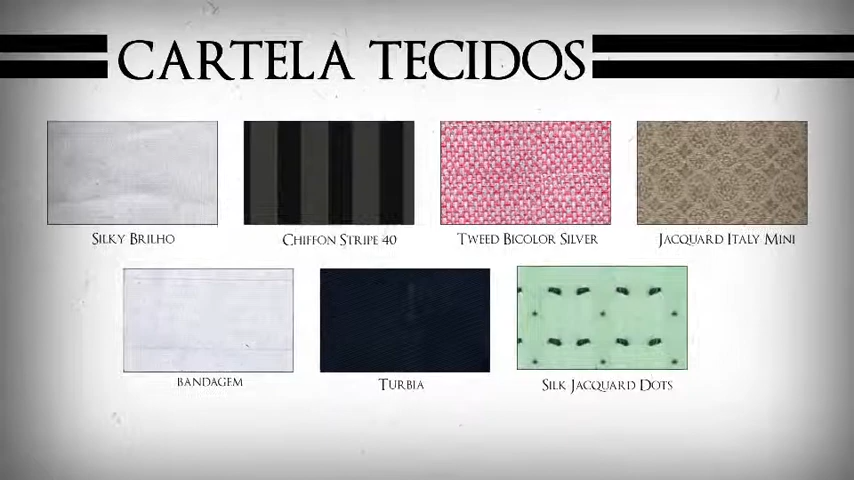 CARTELA TECIDOS
SILKY BRILHO
CHIFFON STRIPE 40
TWEED BICOLOR SILVER
JACQUARD ITALY MINI
BANDAGEM
TURBIA
SILK JACQUARD DOTS